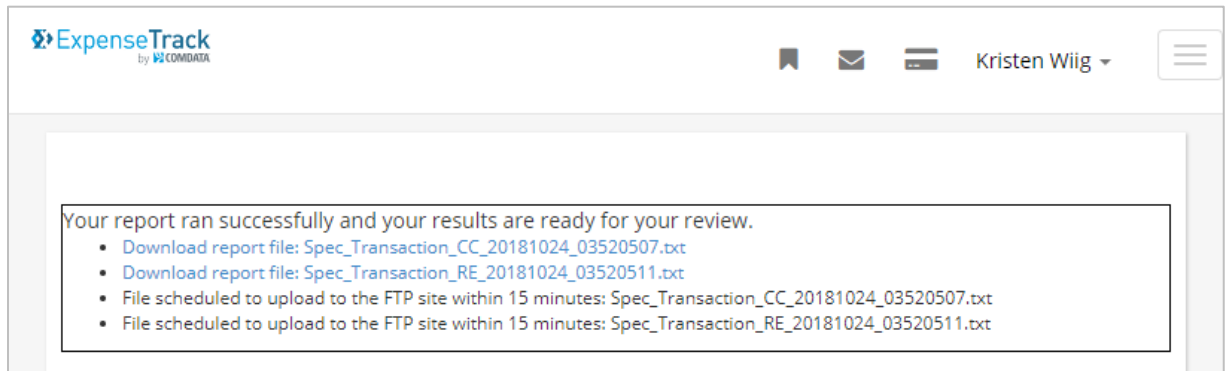 ExpenseTrack
by COMDATA
Kristen Wiig
Your report ran successfully and your results are ready for your review.
• Download report file: Spec_Transaction_CC_20181024_03520507.txt
• Download report file: Spec_Transaction_RE_20181024_03520511.txt
• File scheduled to upload to the FTP site within 15 minutes: Spec_Transaction_CC_20181024_03520507.txt
• File scheduled to upload to the FTP site within 15 minutes: Spec_Transaction_RE_20181024_03520511.txt